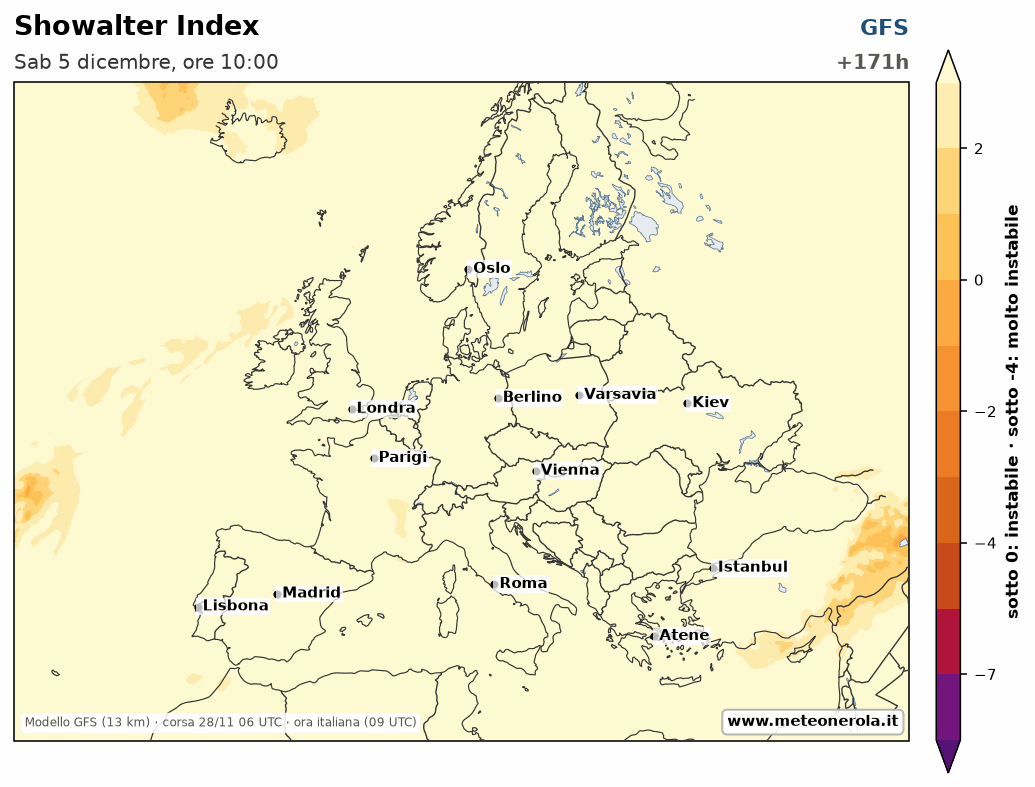 Showalter Index
GFS
Sab 5 dicembre, ore 10:00
+171h
Oslo
Londra
Berlino
Varsavia
Kiev
Parigi
Vienna
Istanbul
Roma
Madrid
Lisbona
Atene
Modello GFS (13 km) · corsa 28/11 06 UTC · ora italiana (09 UTC)
www.meteonerola.it
2
0
−2
−4
−7
sotto 0: instabile · sotto -4: molto instabile